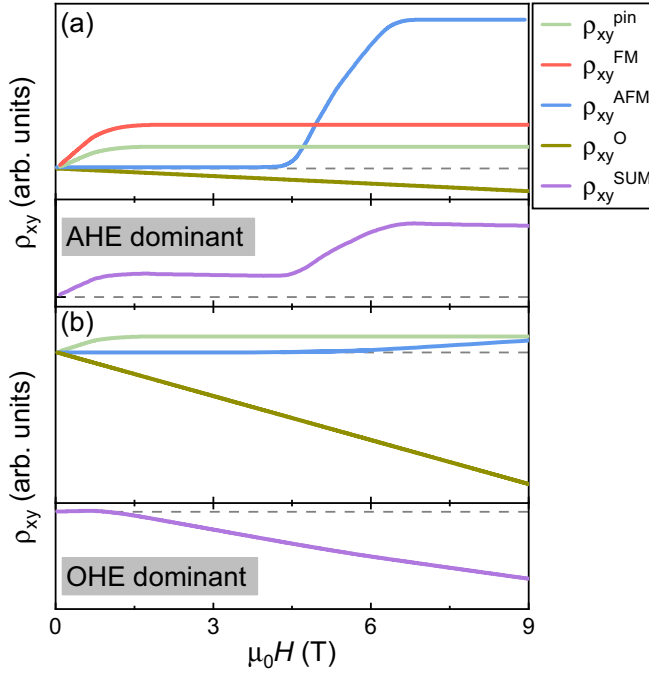 (a)
ρxy^pin
ρxy^FM
ρxy^AFM
ρxy^O
ρxy^SUM
ρxy (arb. units)
AHE dominant
(b)
ρxy (arb. units)
OHE dominant
0 3 6 9
μ0H (T)